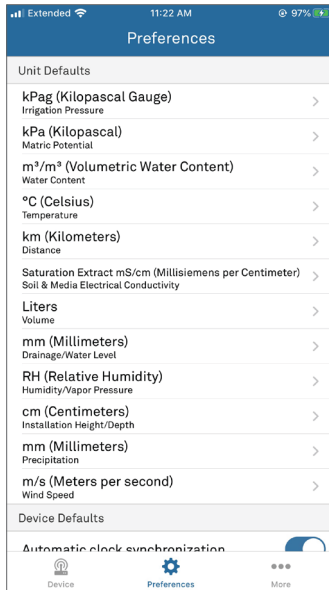 Extended
11:22 AM
97%
Preferences
Unit Defaults
kPag (Kilopascal Gauge)
Irrigation Pressure
kPa (Kilopascal)
Matric Potential
m³/m³ (Volumetric Water Content)
Water Content
°C (Celsius)
Temperature
km (Kilometers)
Distance
Saturation Extract mS/cm (Millisiemens per Centimeter)
Soil & Media Electrical Conductivity
Liters
Volume
mm (Millimeters)
Drainage/Water Level
RH (Relative Humidity)
Humidity/Vapor Pressure
cm (Centimeters)
Installation Height/Depth
mm (Millimeters)
Precipitation
m/s (Meters per second)
Wind Speed
Device Defaults
Automatic clock synchronization
Device
Preferences
More